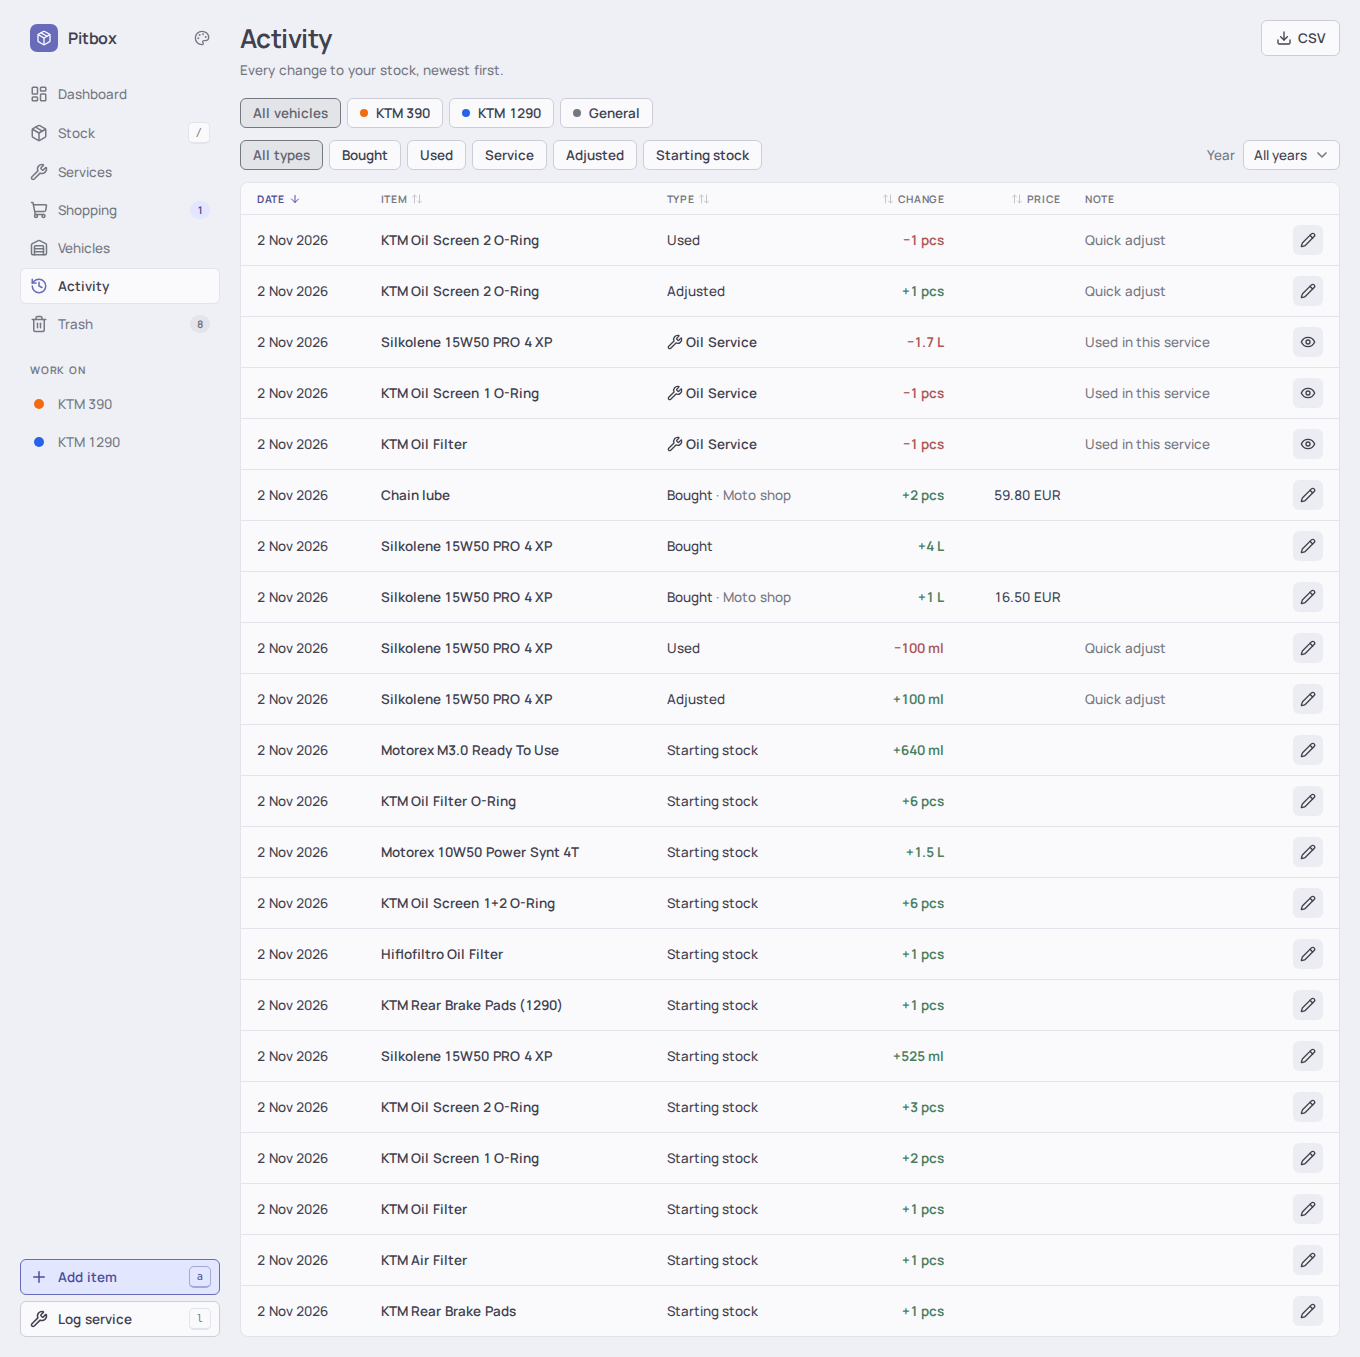 Pitbox
Dashboard
Stock /
Services
Shopping 1
Vehicles
Activity
Trash 8
WORK ON
KTM 390
KTM 1290
Add item a
Log service l
Activity
CSV
Every change to your stock, newest first.
All vehicles KTM 390 KTM 1290 General
All types Bought Used Service Adjusted Starting stock Year All years
DATE ITEM TYPE CHANGE PRICE NOTE
2 Nov 2026 KTM Oil Screen 2 O-Ring Used −1 pcs Quick adjust
2 Nov 2026 KTM Oil Screen 2 O-Ring Adjusted +1 pcs Quick adjust
2 Nov 2026 Silkolene 15W50 PRO 4 XP Oil Service −1.7 L Used in this service
2 Nov 2026 KTM Oil Screen 1 O-Ring Oil Service −1 pcs Used in this service
2 Nov 2026 KTM Oil Filter Oil Service −1 pcs Used in this service
2 Nov 2026 Chain lube Bought · Moto shop +2 pcs 59.80 EUR
2 Nov 2026 Silkolene 15W50 PRO 4 XP Bought +4 L
2 Nov 2026 Silkolene 15W50 PRO 4 XP Bought · Moto shop +1 L 16.50 EUR
2 Nov 2026 Silkolene 15W50 PRO 4 XP Used −100 ml Quick adjust
2 Nov 2026 Silkolene 15W50 PRO 4 XP Adjusted +100 ml Quick adjust
2 Nov 2026 Motorex M3.0 Ready To Use Starting stock +640 ml
2 Nov 2026 KTM Oil Filter O-Ring Starting stock +6 pcs
2 Nov 2026 Motorex 10W50 Power Synt 4T Starting stock +1.5 L
2 Nov 2026 KTM Oil Screen 1+2 O-Ring Starting stock +6 pcs
2 Nov 2026 Hiflofiltro Oil Filter Starting stock +1 pcs
2 Nov 2026 KTM Rear Brake Pads (1290) Starting stock +1 pcs
2 Nov 2026 Silkolene 15W50 PRO 4 XP Starting stock +525 ml
2 Nov 2026 KTM Oil Screen 2 O-Ring Starting stock +3 pcs
2 Nov 2026 KTM Oil Screen 1 O-Ring Starting stock +2 pcs
2 Nov 2026 KTM Oil Filter Starting stock +1 pcs
2 Nov 2026 KTM Air Filter Starting stock +1 pcs
2 Nov 2026 KTM Rear Brake Pads Starting stock +1 pcs